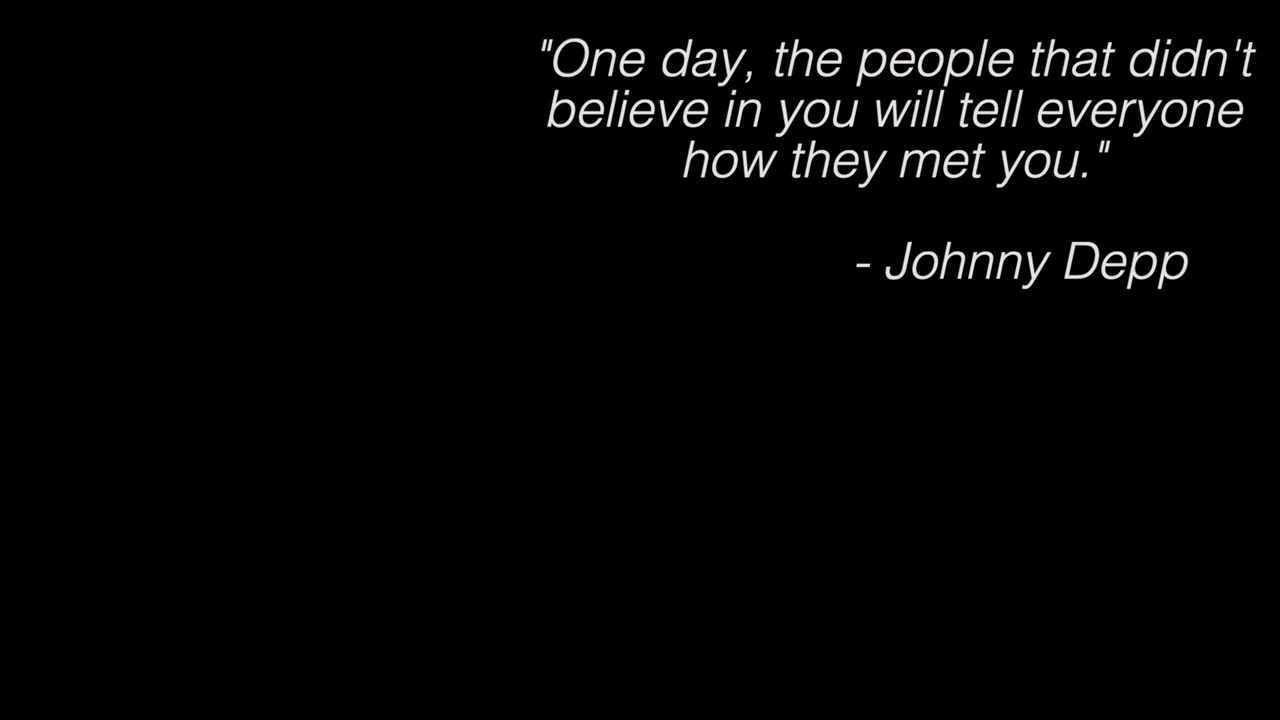 "One day, the people that didn't
believe in you will tell everyone
how they met you."
- Johnny Depp